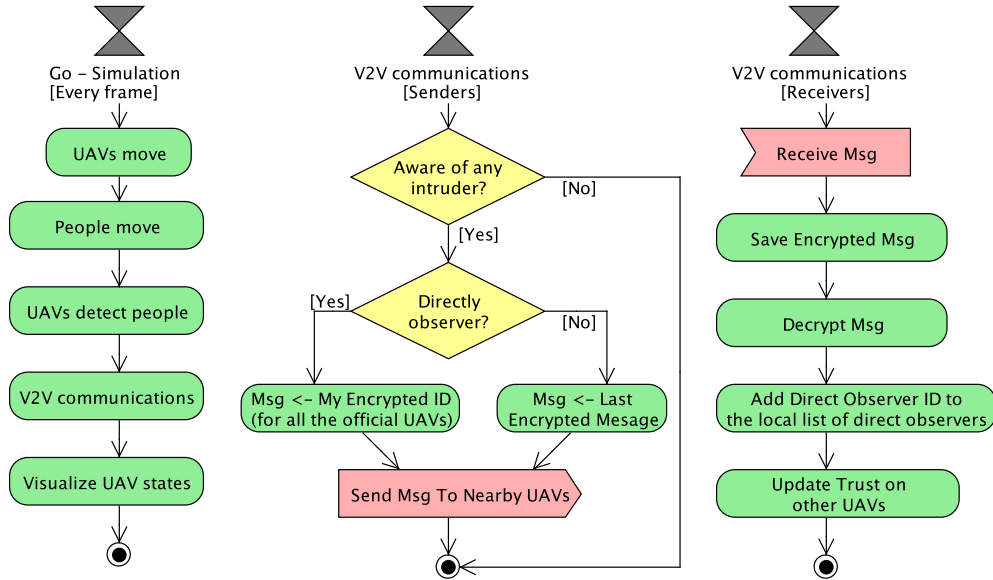 Go – Simulation
[Every frame]
UAVs move
People move
UAVs detect people
V2V communications
Visualize UAV states
V2V communications
[Senders]
Aware of any
intruder?
[No]
[Yes]
Directly
observer?
[Yes]
[No]
Msg <- My Encrypted ID
(for all the official UAVs)
Msg <- Last
Encrypted Mesage
Send Msg To Nearby UAVs
V2V communications
[Receivers]
Receive Msg
Save Encrypted Msg
Decrypt Msg
Add Direct Observer ID to
the local list of direct observers
Update Trust on
other UAVs